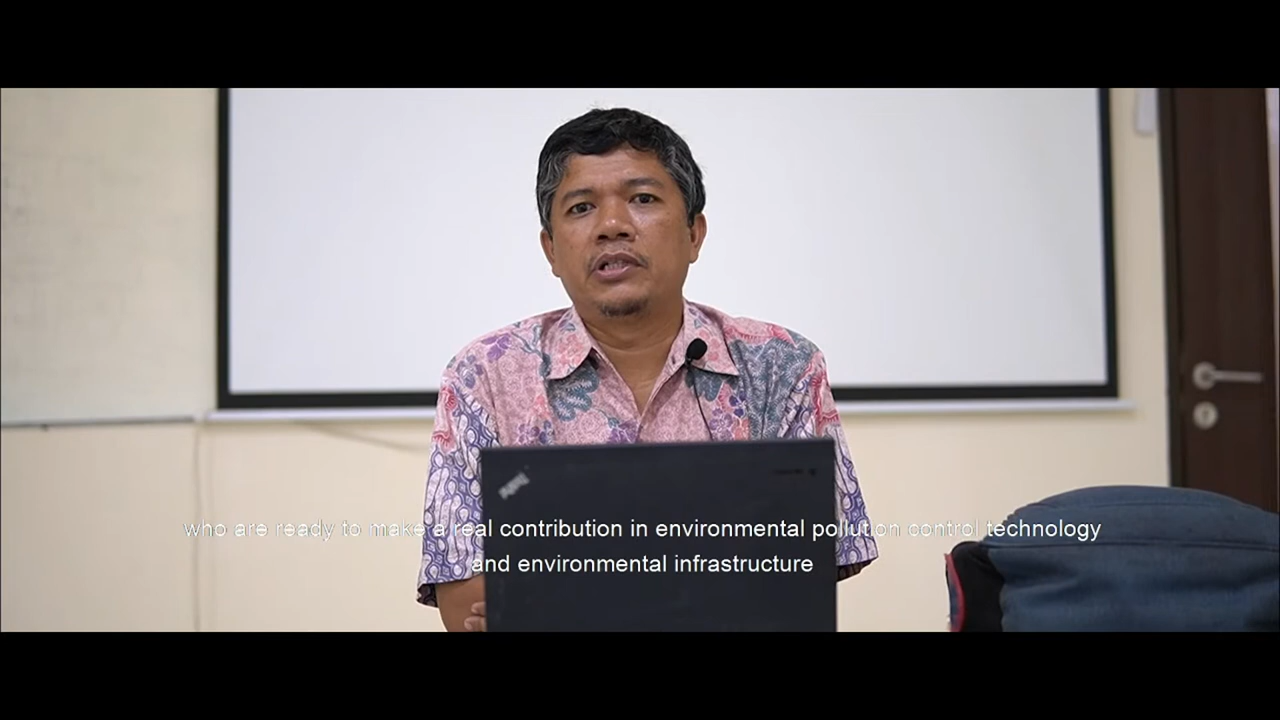 who are ready to make a real contribution in environmental pollution control technology
and environmental infrastructure